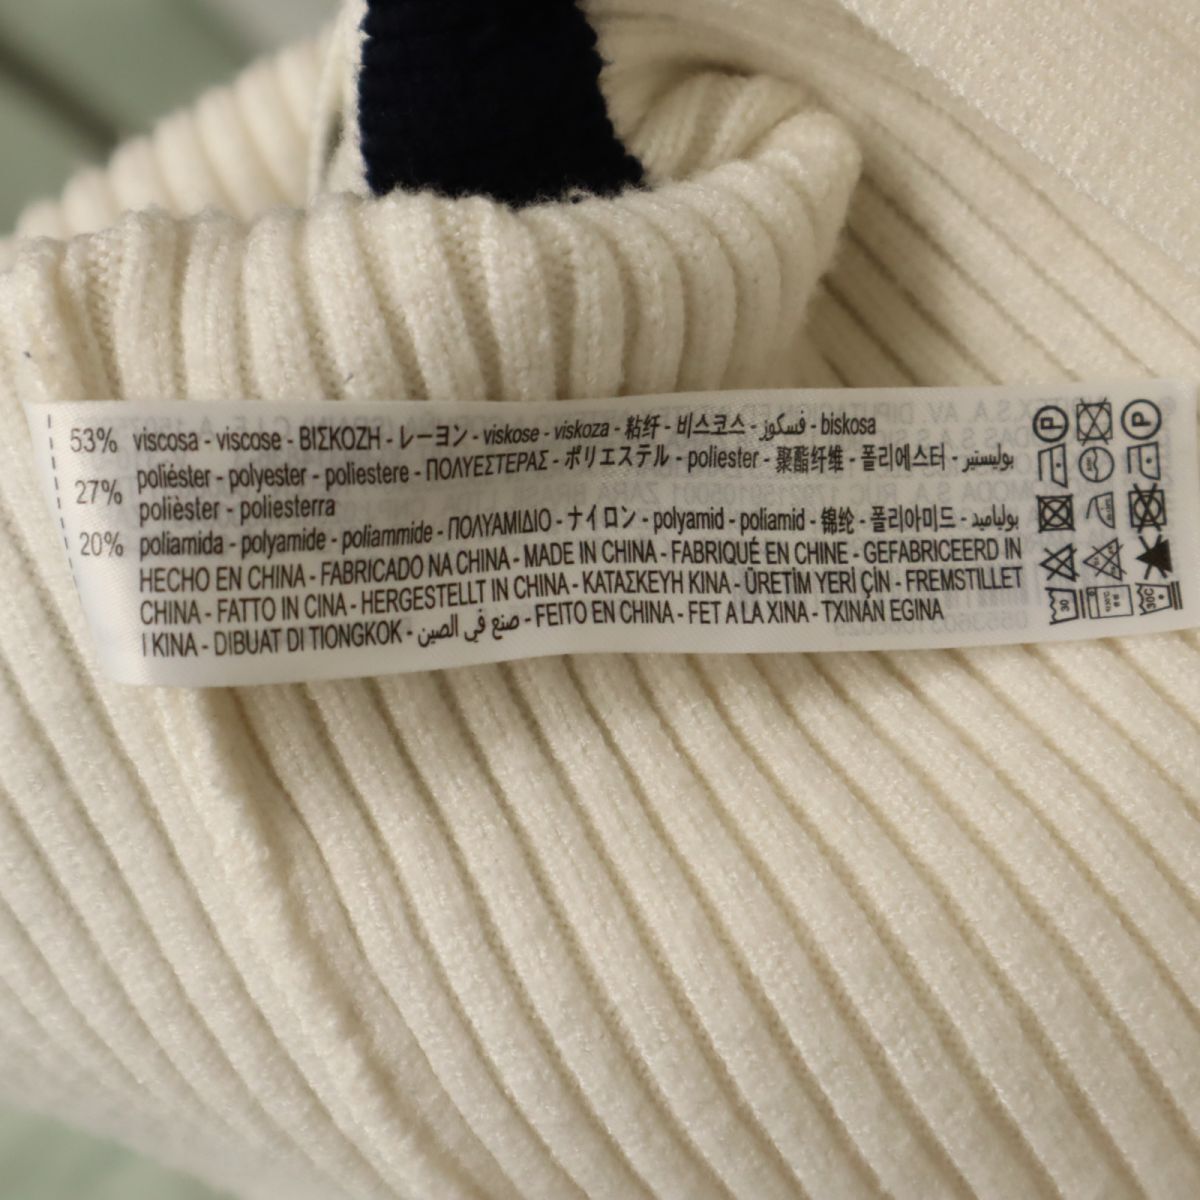 53% viscosa - viscose - ΒΙΣΚΟΖΗ - レーヨン - viskose - viskoza - 粘纤 - 비스코스 - فسكوز - biskosa
27% poliéster - polyester - poliestere - ΠΟΛΥΕΣΤΕΡΑΣ - ポリエステル - poliester - 聚酯纤维 - 폴리에스터 - بوليستير
polièster - poliesterra
20% poliamida - polyamide - poliammide - ΠΟΛΥΑΜΙΔΙΟ - ナイロン - polyamid - poliamid - 锦纶 - 폴리아미드 - بولياميد
HECHO EN CHINA - FABRICADO NA CHINA - MADE IN CHINA - FABRIQUÉ EN CHINE - GEFABRICEERD IN
CHINA - FATTO IN CINA - HERGESTELLT IN CHINA - ΚΑΤΑΣΚΕΥΗ ΚΙΝΑ - ÜRETİM YERİ ÇİN - FREMSTILLET
I KINA - DIBUAT DI TIONGKOK - صنع في الصين - FEITO EN CHINA - FET A LA XINA - TXINAN EGINA
P P
30 30C